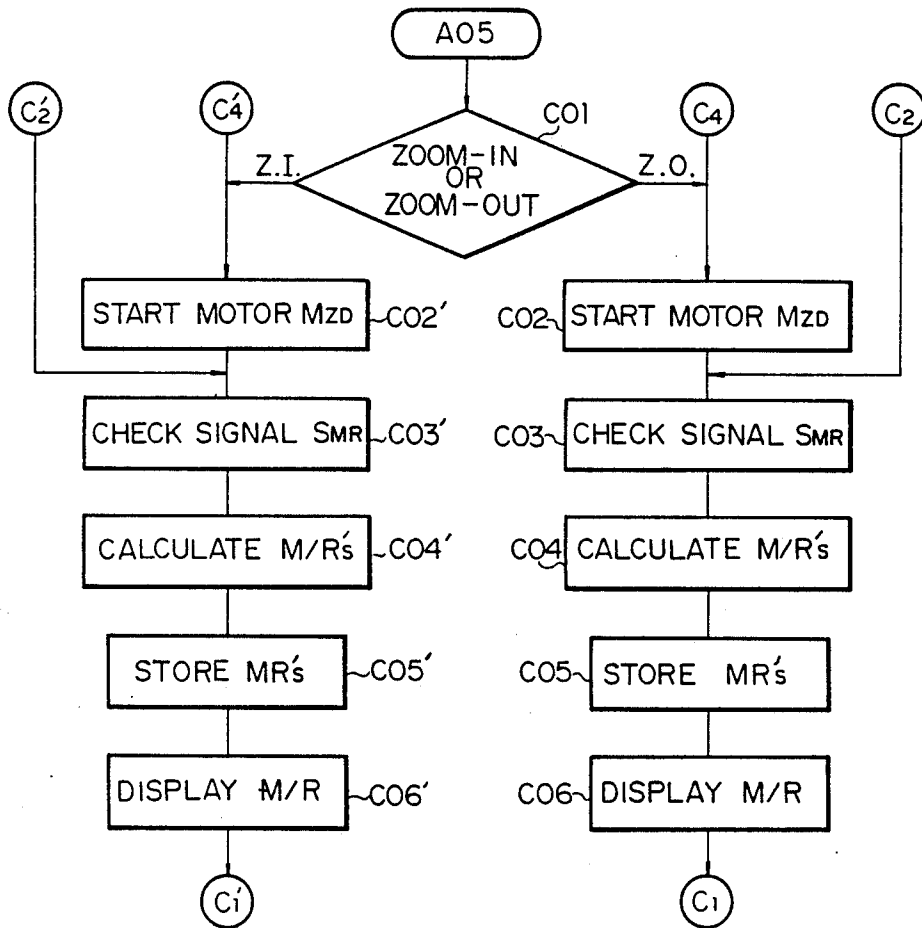 A05
C'2
C'4
C01
C4
C2
Z.I.
ZOOM-IN
OR
ZOOM-OUT
Z.O.
START MOTOR MZD
C02'
C02
START MOTOR MZD
CHECK SIGNAL SMR
C03'
C03
CHECK SIGNAL SMR
CALCULATE M/R's
C04'
C04
CALCULATE M/R's
STORE MR's
C05'
C05
STORE MR's
DISPLAY M/R
C06'
C06
DISPLAY M/R
C1'
C1